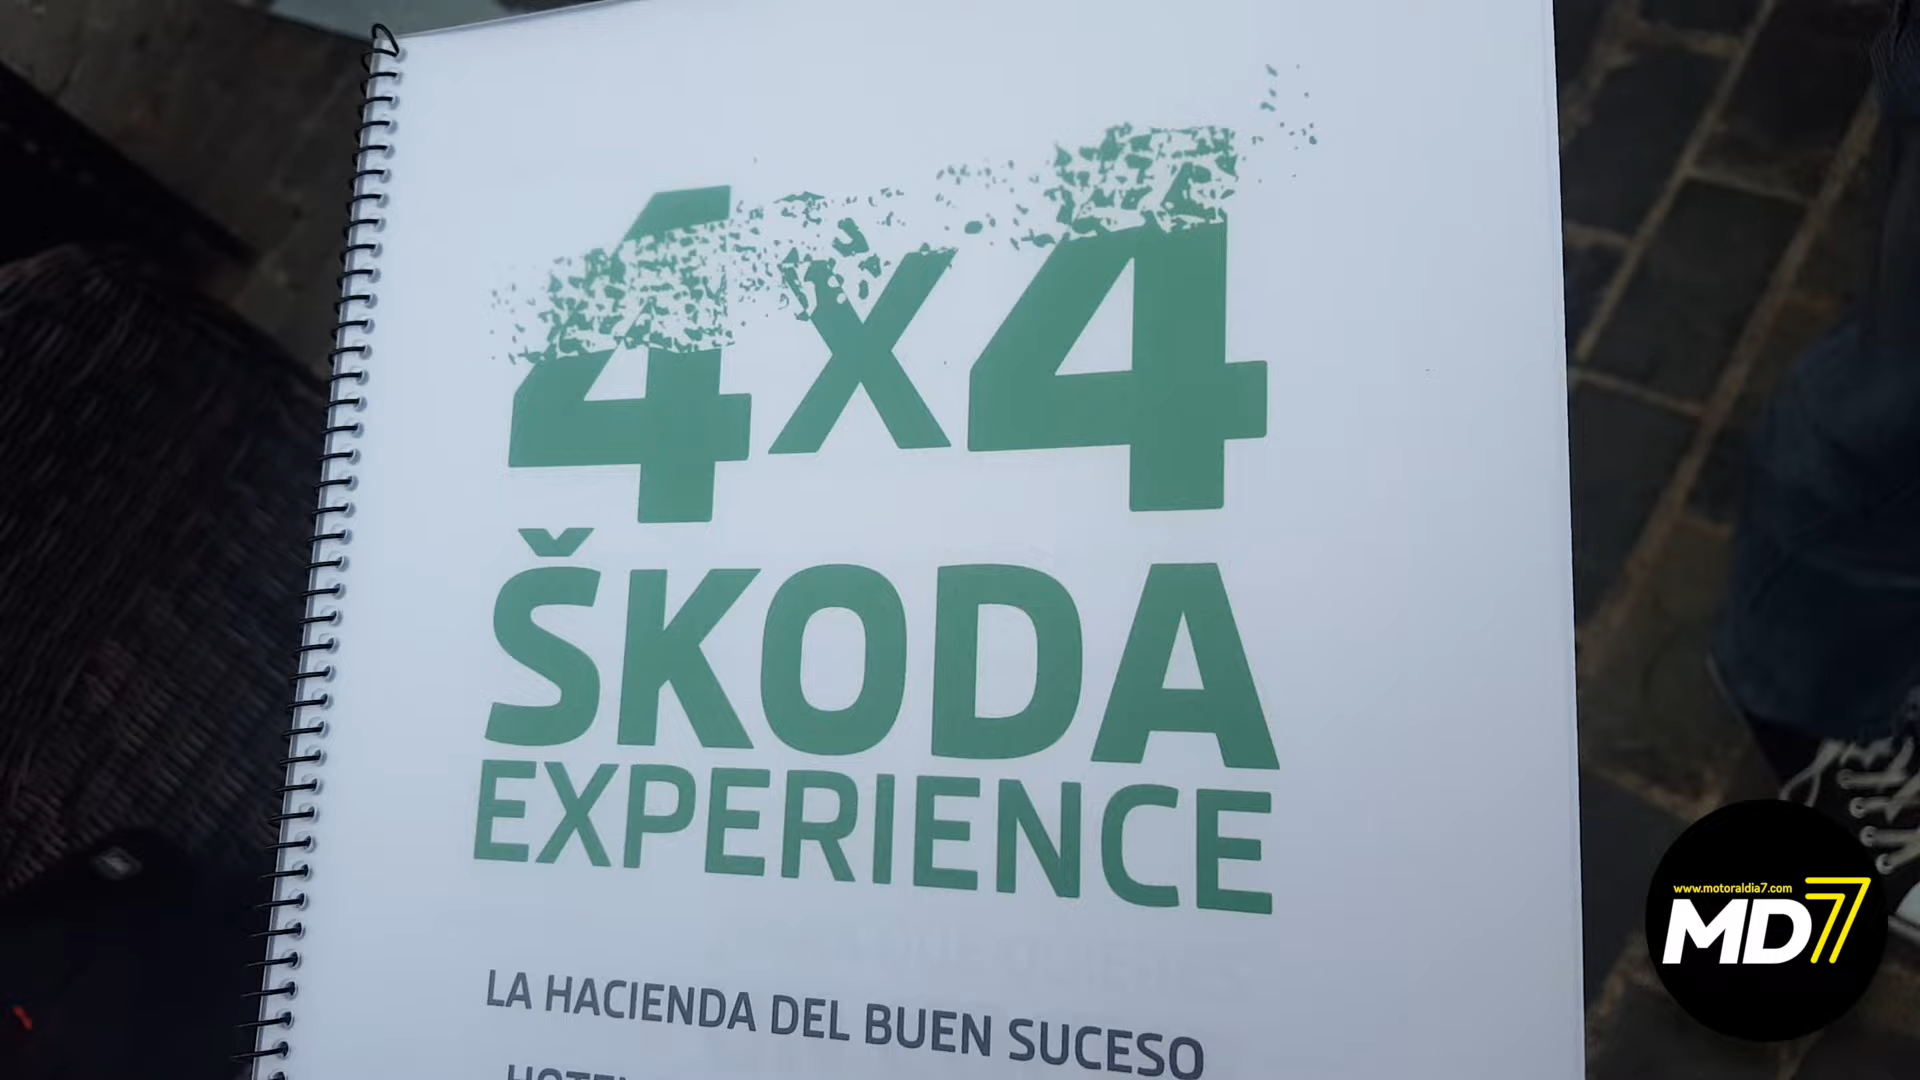 4x4
ŠKODA
EXPERIENCE
LA HACIENDA DEL BUEN SUCESO
www.motoraldia7.com
MD7